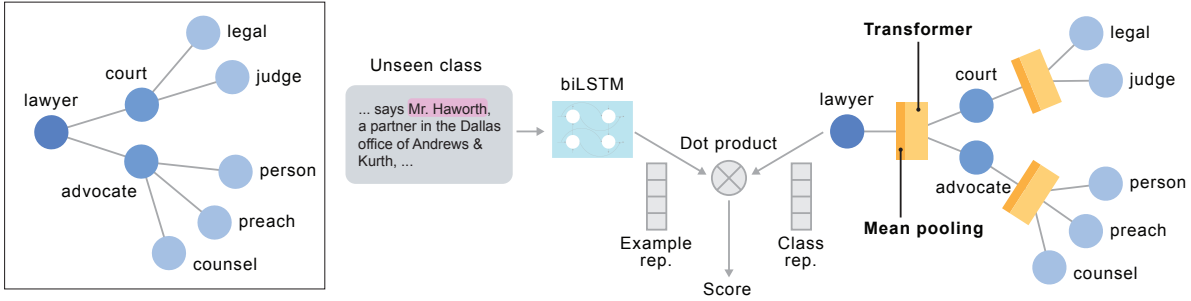 legal
court
judge
lawyer
person
advocate
preach
counsel
Unseen class
... says Mr. Haworth,
a partner in the Dallas
office of Andrews &
Kurth, ...
biLSTM
Dot product
Example
rep.
Class
rep.
Score
Transformer
legal
court
judge
lawyer
person
advocate
preach
Mean pooling
counsel